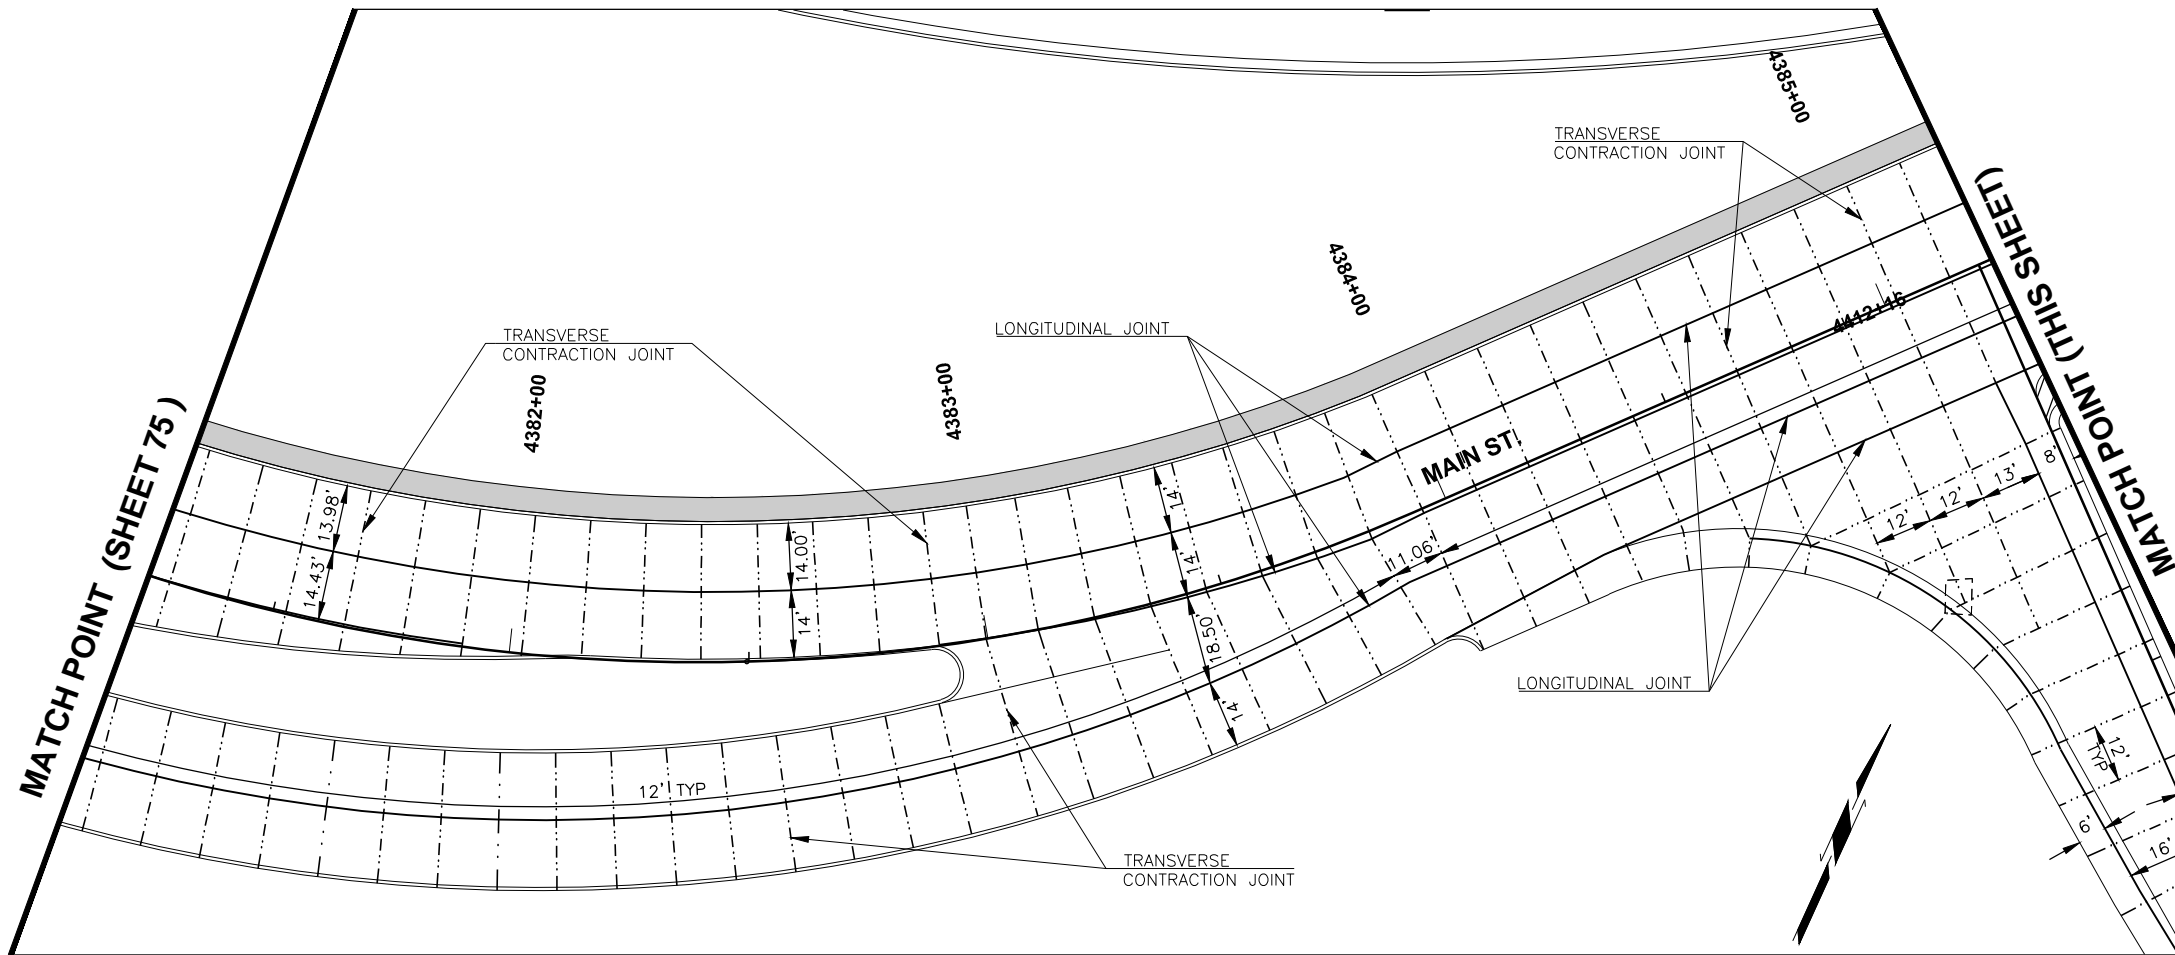 4385+00
TRANSVERSE
CONTRACTION JOINT
MATCH POINT (THIS SHEET)
4384+00
4412+16
LONGITUDINAL JOINT
TRANSVERSE
CONTRACTION JOINT
4382+00
4383+00
MATCH POINT (SHEET 75 )
MAIN ST.
13.98'
14.43'
14.00'
14'
14'
14'
18.50'
14'
11.06'
12'
12'
13'
8'
LONGITUDINAL JOINT
12' TYP
12'
TYP
6'
16'
TRANSVERSE
CONTRACTION JOINT